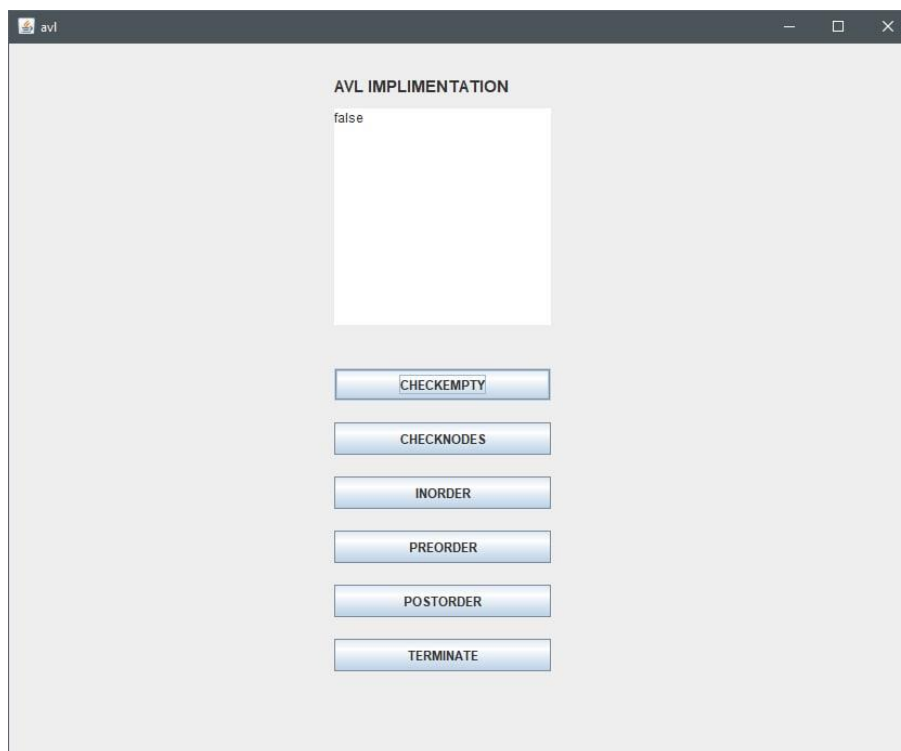 avl
AVL IMPLIMENTATION
false
CHECKEMPTY
CHECKNODES
INORDER
PREORDER
POSTORDER
TERMINATE